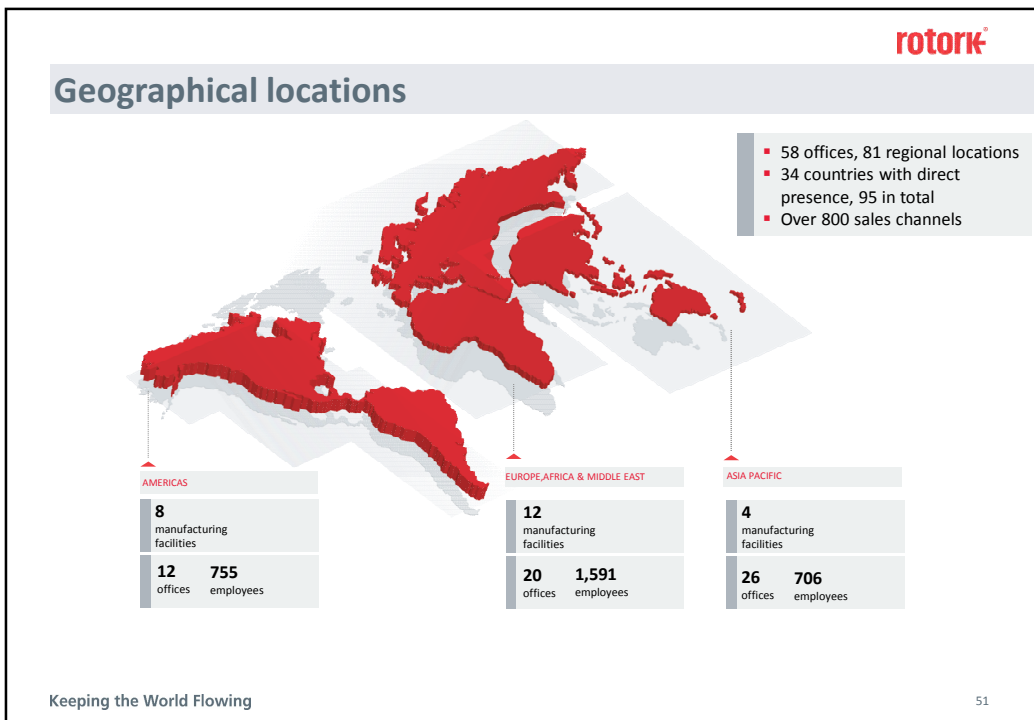 rotork®
Geographical locations
▪ 58 offices, 81 regional locations
▪ 34 countries with direct
presence, 95 in total
▪ Over 800 sales channels
AMERICAS
8
manufacturing
facilities
12 755
offices employees
EUROPE,AFRICA & MIDDLE EAST
12
manufacturing
facilities
20 1,591
offices employees
ASIA PACIFIC
4
manufacturing
facilities
26 706
offices employees
Keeping the World Flowing
51